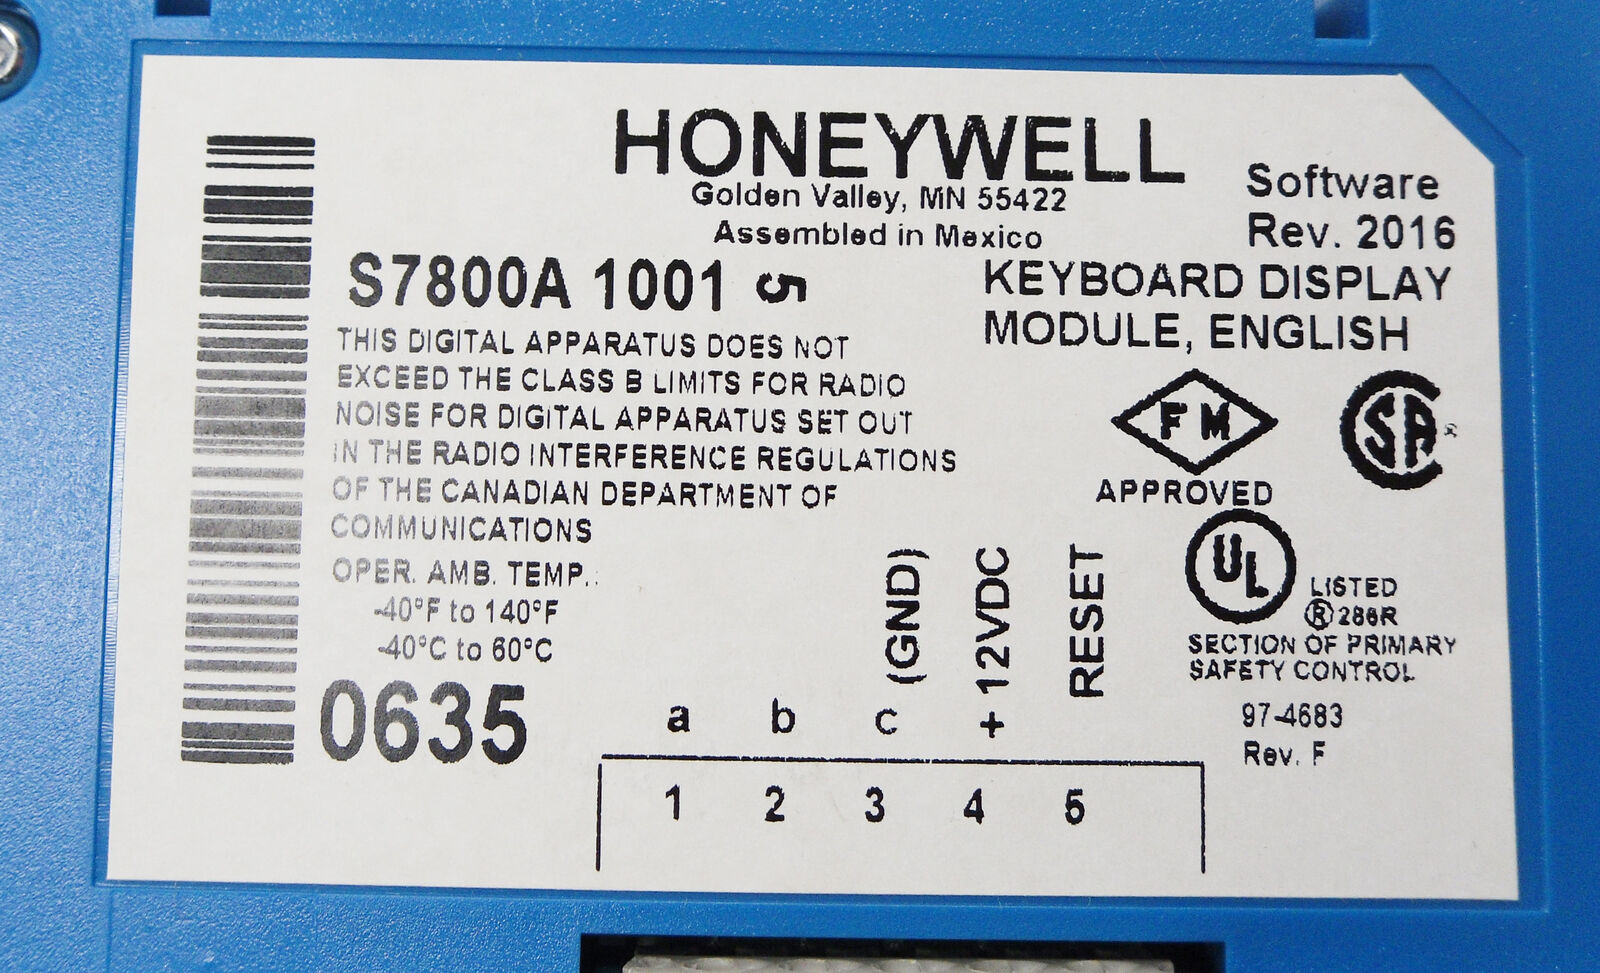 HONEYWELL
Golden Valley, MN 55422
Assembled in Mexico
Software
Rev. 2016
S7800A 1001 5
KEYBOARD DISPLAY
MODULE, ENGLISH
THIS DIGITAL APPARATUS DOES NOT
EXCEED THE CLASS B LIMITS FOR RADIO
NOISE FOR DIGITAL APPARATUS SET OUT
IN THE RADIO INTERFERENCE REGULATIONS
OF THE CANADIAN DEPARTMENT OF
COMMUNICATIONS
OPER. AMB. TEMP.:
-40°F to 140°F
-40°C to 60°C
0635
FM
APPROVED
SA
UL
LISTED
® 286R
SECTION OF PRIMARY
SAFETY CONTROL
97-4683
Rev. F
(GND)
+ 12VDC
RESET
a b c
1 2 3 4 5